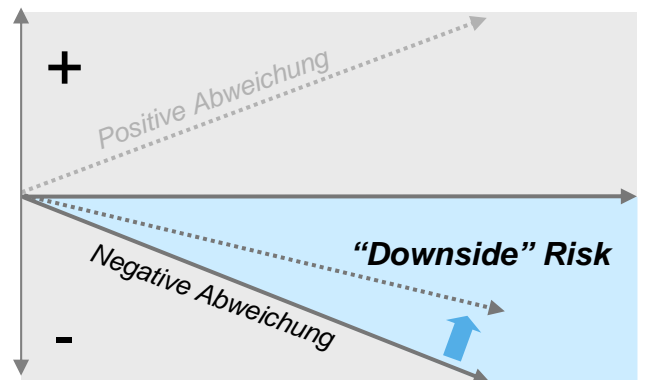 +
Positive Abweichung
“Downside” Risk
Negative Abweichung
-